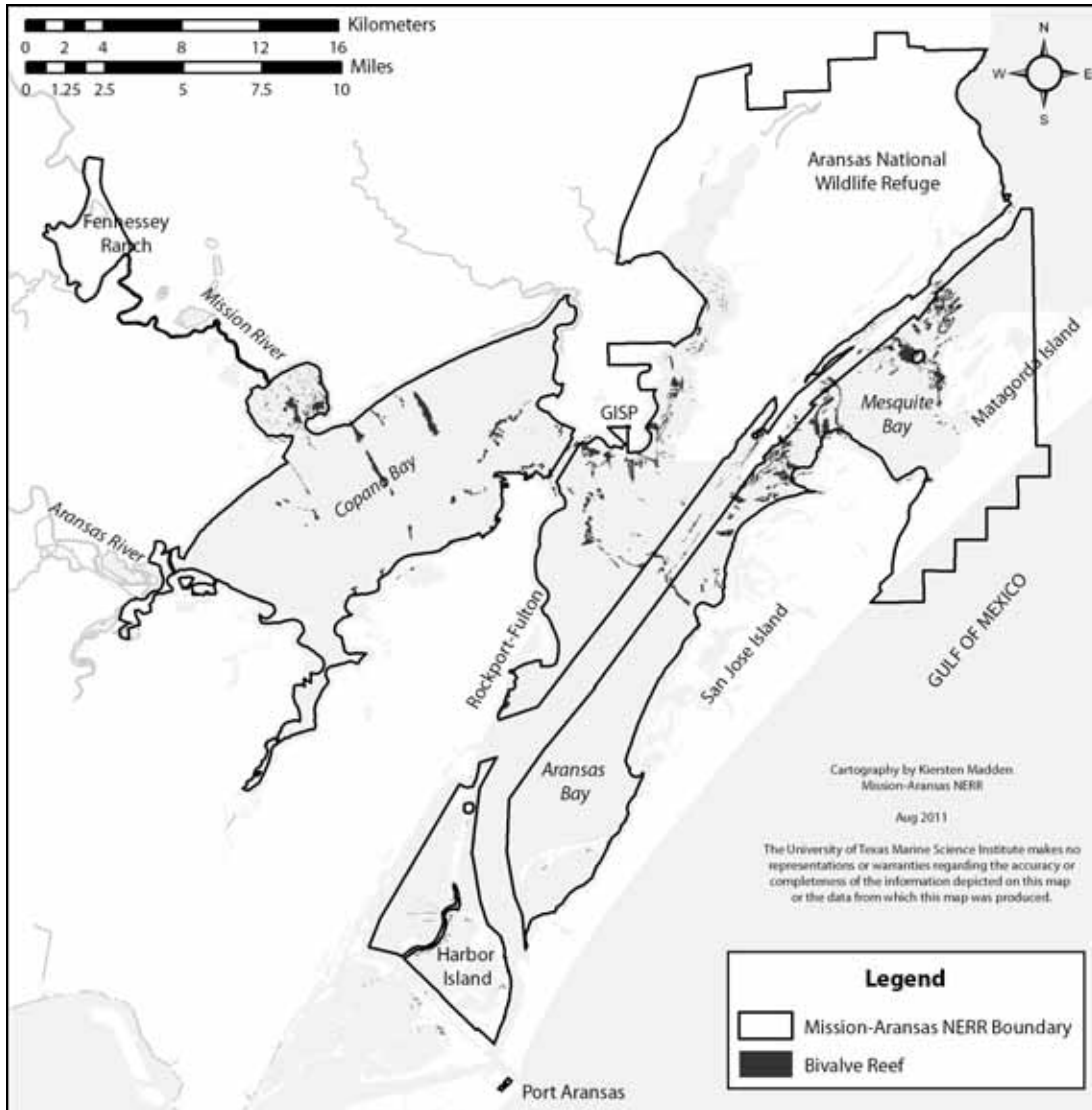 Kilometers
0 2 4 8 12 16
Miles
0 1.25 2.5 5 7.5 10
N
W E
S
Aransas National
Wildlife Refuge
Fennessey
Ranch
Mission River
Matagorda Island
GISP
Mesquite
Bay
Copano Bay
Aransas River
Rockport-Fulton
San Jose Island
GULF OF MEXICO
Aransas
Bay
Cartography by Kiersten Madden
Mission-Aransas NERR
Aug 2011
The University of Texas Marine Science Institute makes no
representations or warranties regarding the accuracy or
completeness of the information depicted on this map
or the data from which this map was produced.
Harbor
Island
Legend
Mission-Aransas NERR Boundary
Bivalve Reef
Port Aransas